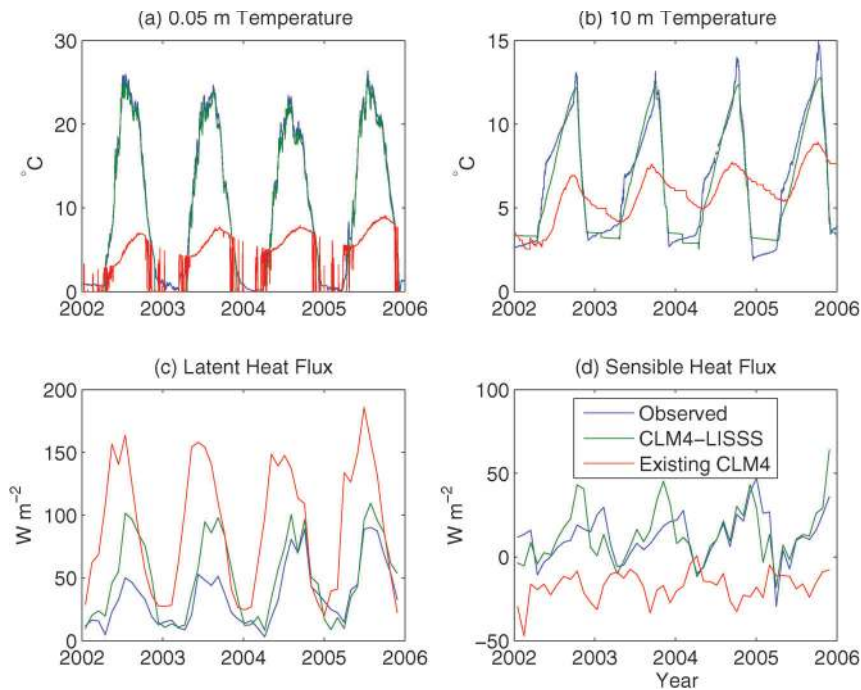 (a) 0.05 m Temperature
(b) 10 m Temperature
30
20
10
0
°C
2002 2003 2004 2005 2006
15
10
5
0
°C
2002 2003 2004 2005 2006
(c) Latent Heat Flux
(d) Sensible Heat Flux
200
150
100
50
0
W m−2
2002 2003 2004 2005 2006
100
50
0
−50
W m−2
Observed
CLM4−LISSS
Existing CLM4
2002 2003 2004 2005 2006
Year